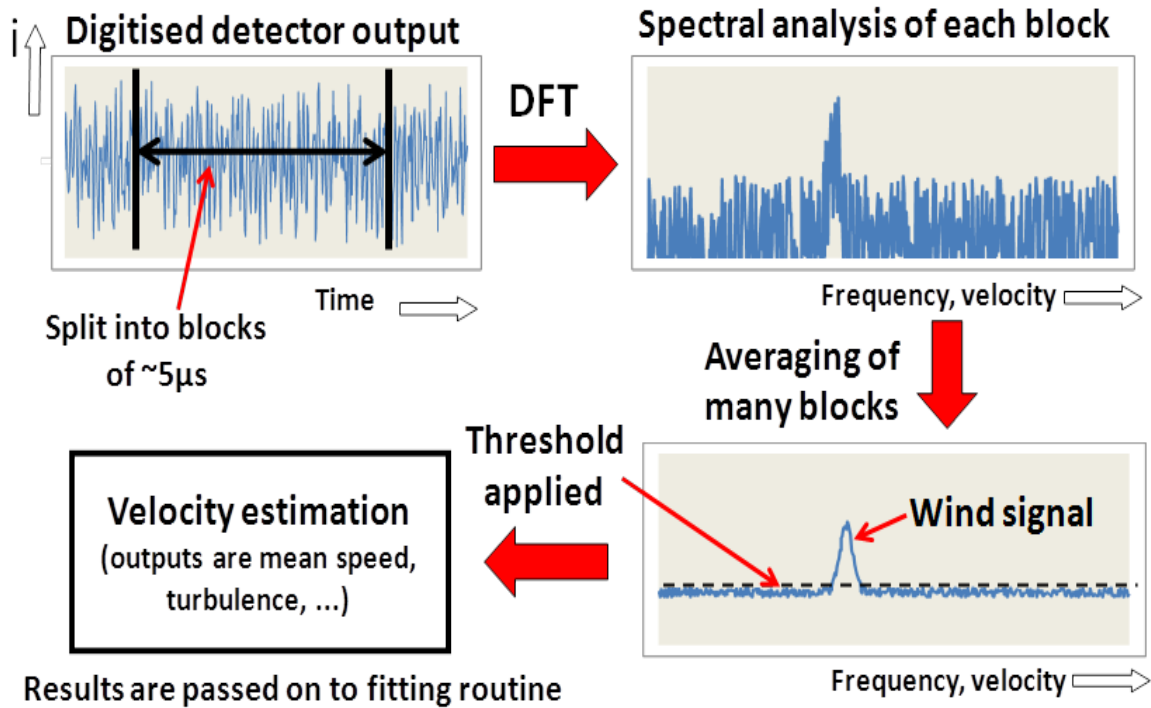 i
Digitised detector output
Spectral analysis of each block
DFT
Time
Frequency, velocity
Split into blocks
of ~5µs
Averaging of
many blocks
Threshold
applied
Wind signal
Velocity estimation
(outputs are mean speed,
turbulence, ...)
Frequency, velocity
Results are passed on to fitting routine